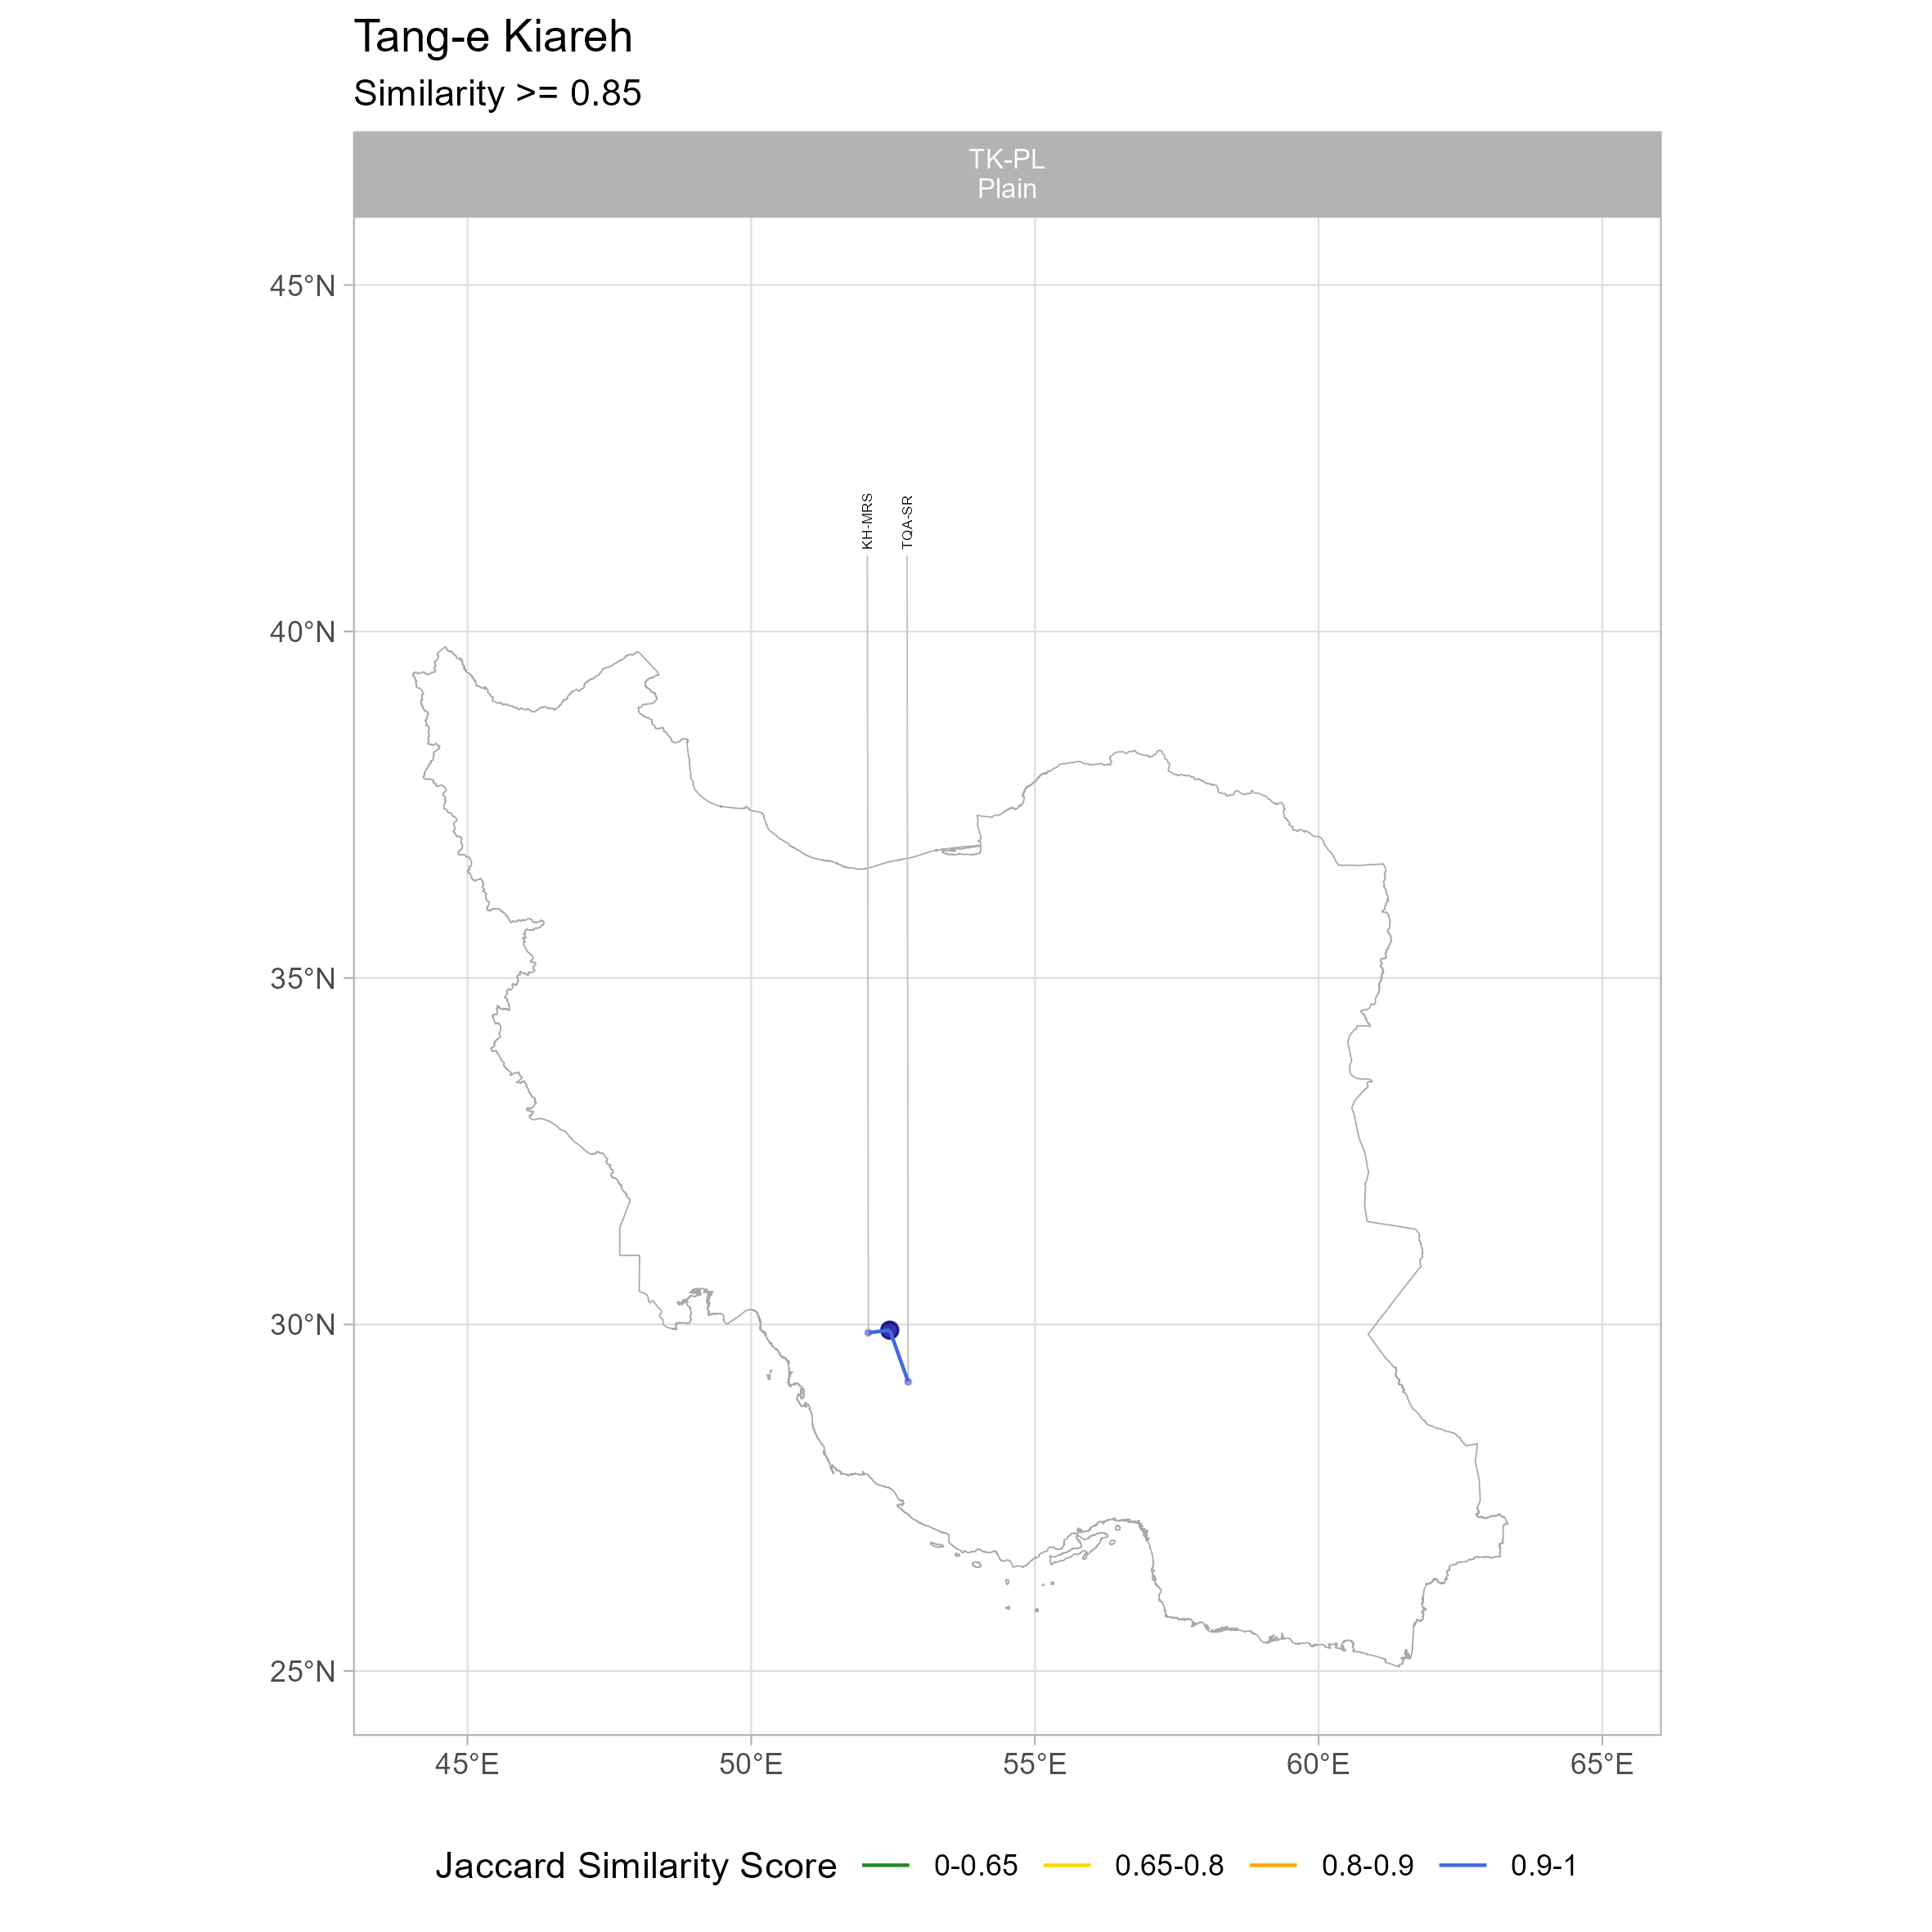 Tang-e Kiareh
Similarity >= 0.85
TK-PL
Plain
45°N
40°N
35°N
30°N
25°N
KH-MRS
TQA-SR
45°E
50°E
55°E
60°E
65°E
Jaccard Similarity Score
0-0.65
0.65-0.8
0.8-0.9
0.9-1